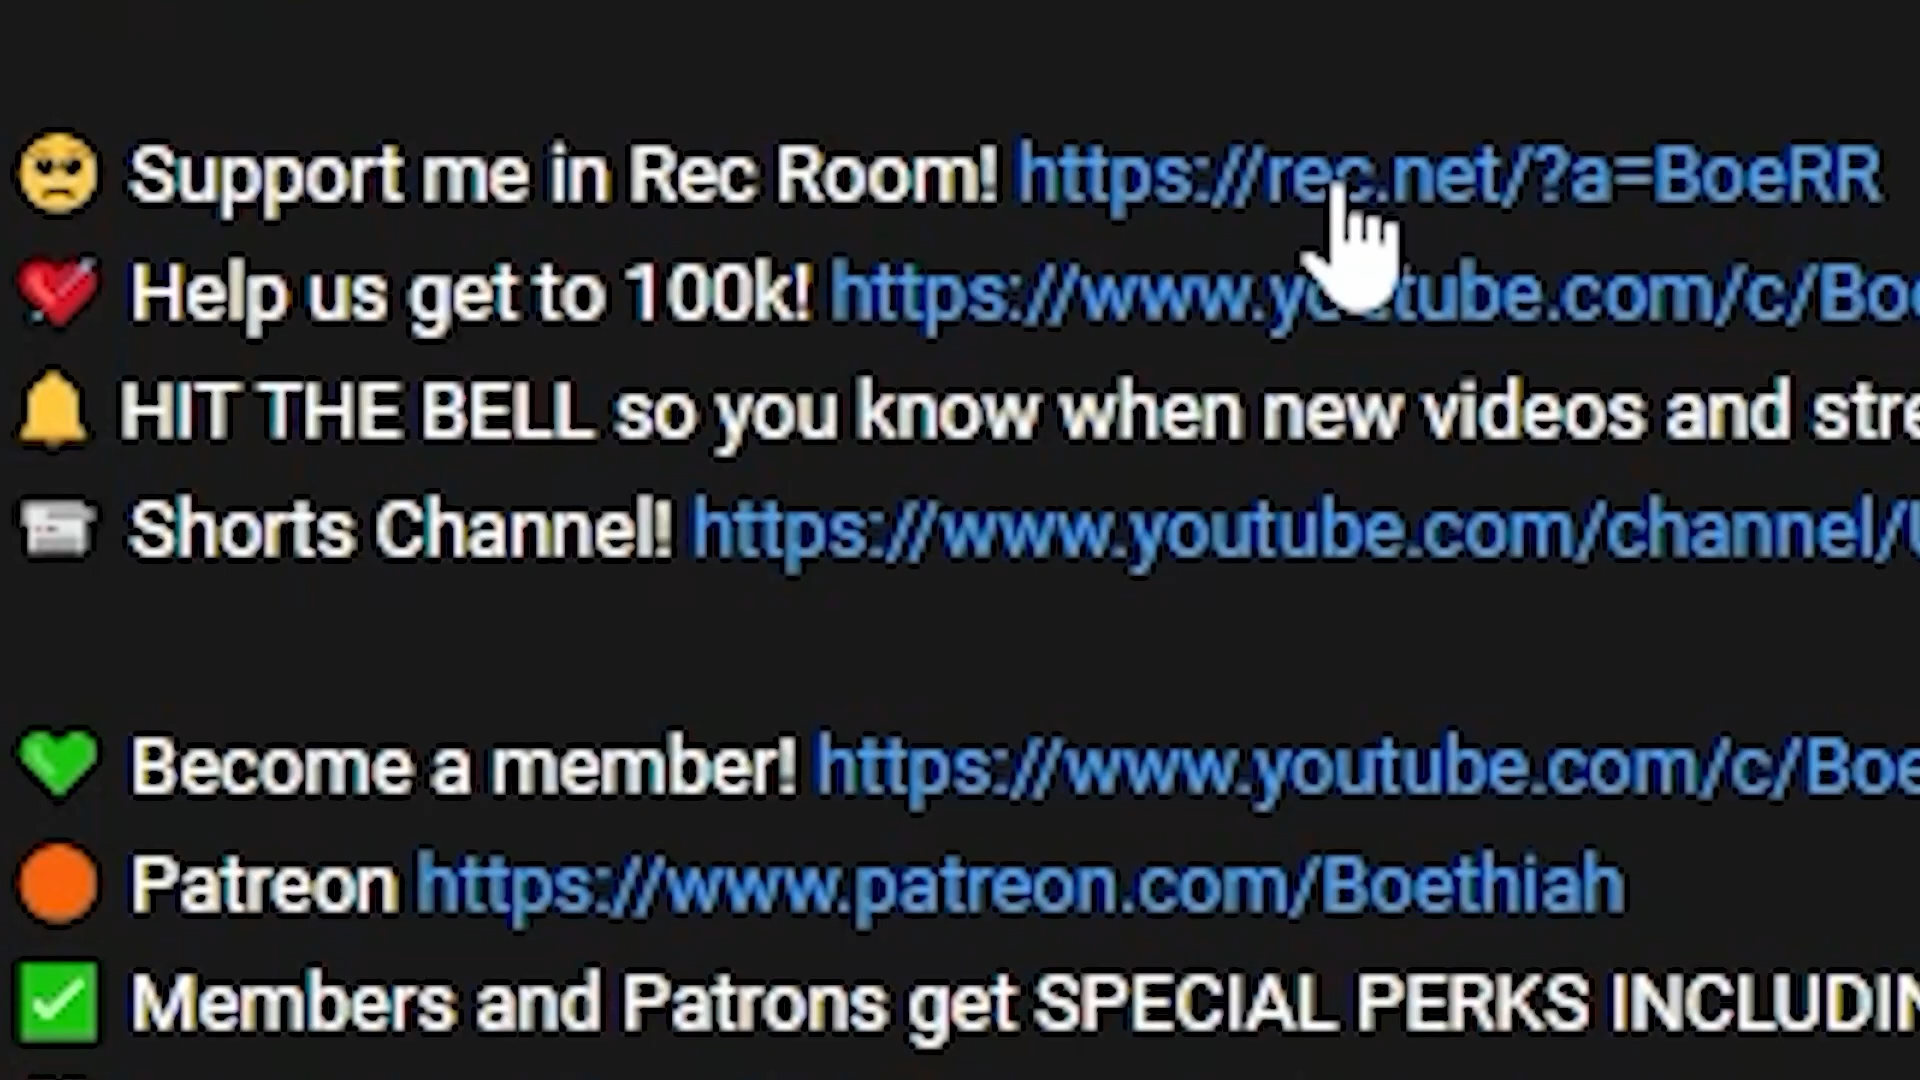 🥺 Support me in Rec Room! https://rec.net/?a=BoeRR
💘 Help us get to 100k! https://www.youtube.com/c/Boe
🔔 HIT THE BELL so you know when new videos and stre
Shorts Channel! https://www.youtube.com/channel/U
💚 Become a member! https://www.youtube.com/c/Boe
🟠 Patreon https://www.patreon.com/Boethiah
✅ Members and Patrons get SPECIAL PERKS INCLUDIN